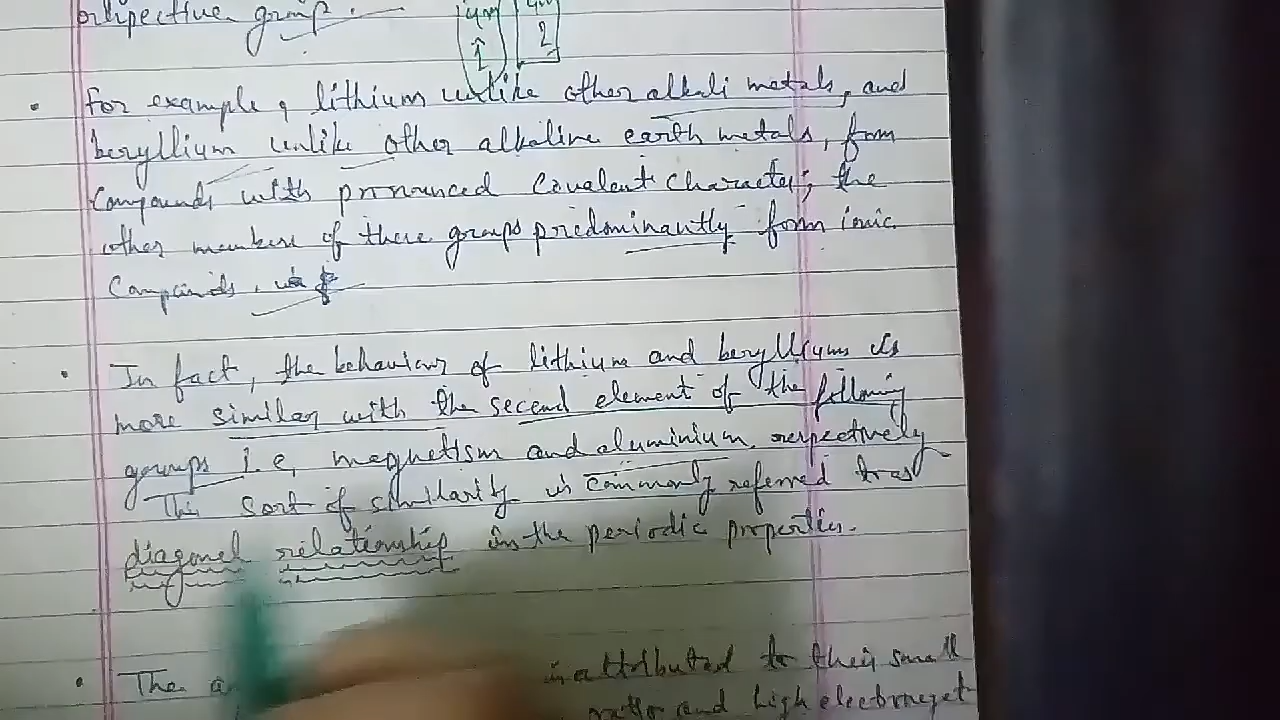 respective group.
1
2
For example, lithium unlike other alkali metals, and
beryllium unlike other alkaline earth metals, form
compounds with pronounced covalent character; the
other members of these groups predominantly form ionic
compounds.
In fact, the behaviour of lithium and beryllium is
more similar with the second element of the following
groups i.e, magnetism and aluminium, respectively
This sort of similarity is commonly referred to as
diagonal relationship in the periodic properties.
The
is attributed to their small
ratio and high electronegat